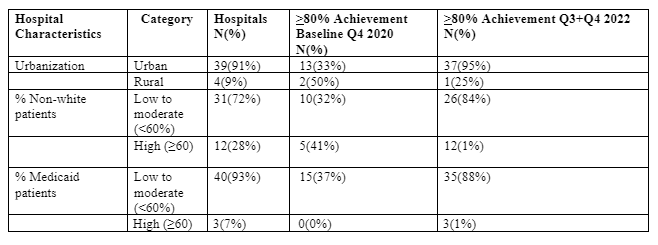 Hospital Characteristics Category Hospitals N(%) ≥80% Achievement Baseline Q4 2020 N(%) ≥80% Achievement Q3+Q4 2022 N(%)
Urbanization Urban 39(91%) 13(33%) 37(95%)
Rural 4(9%) 2(50%) 1(25%)
% Non-white patients Low to moderate (<60%) 31(72%) 10(32%) 26(84%)
High (≥60) 12(28%) 5(41%) 12(1%)
% Medicaid patients Low to moderate (<60%) 40(93%) 15(37%) 35(88%)
High (≥60) 3(7%) 0(0%) 3(1%)